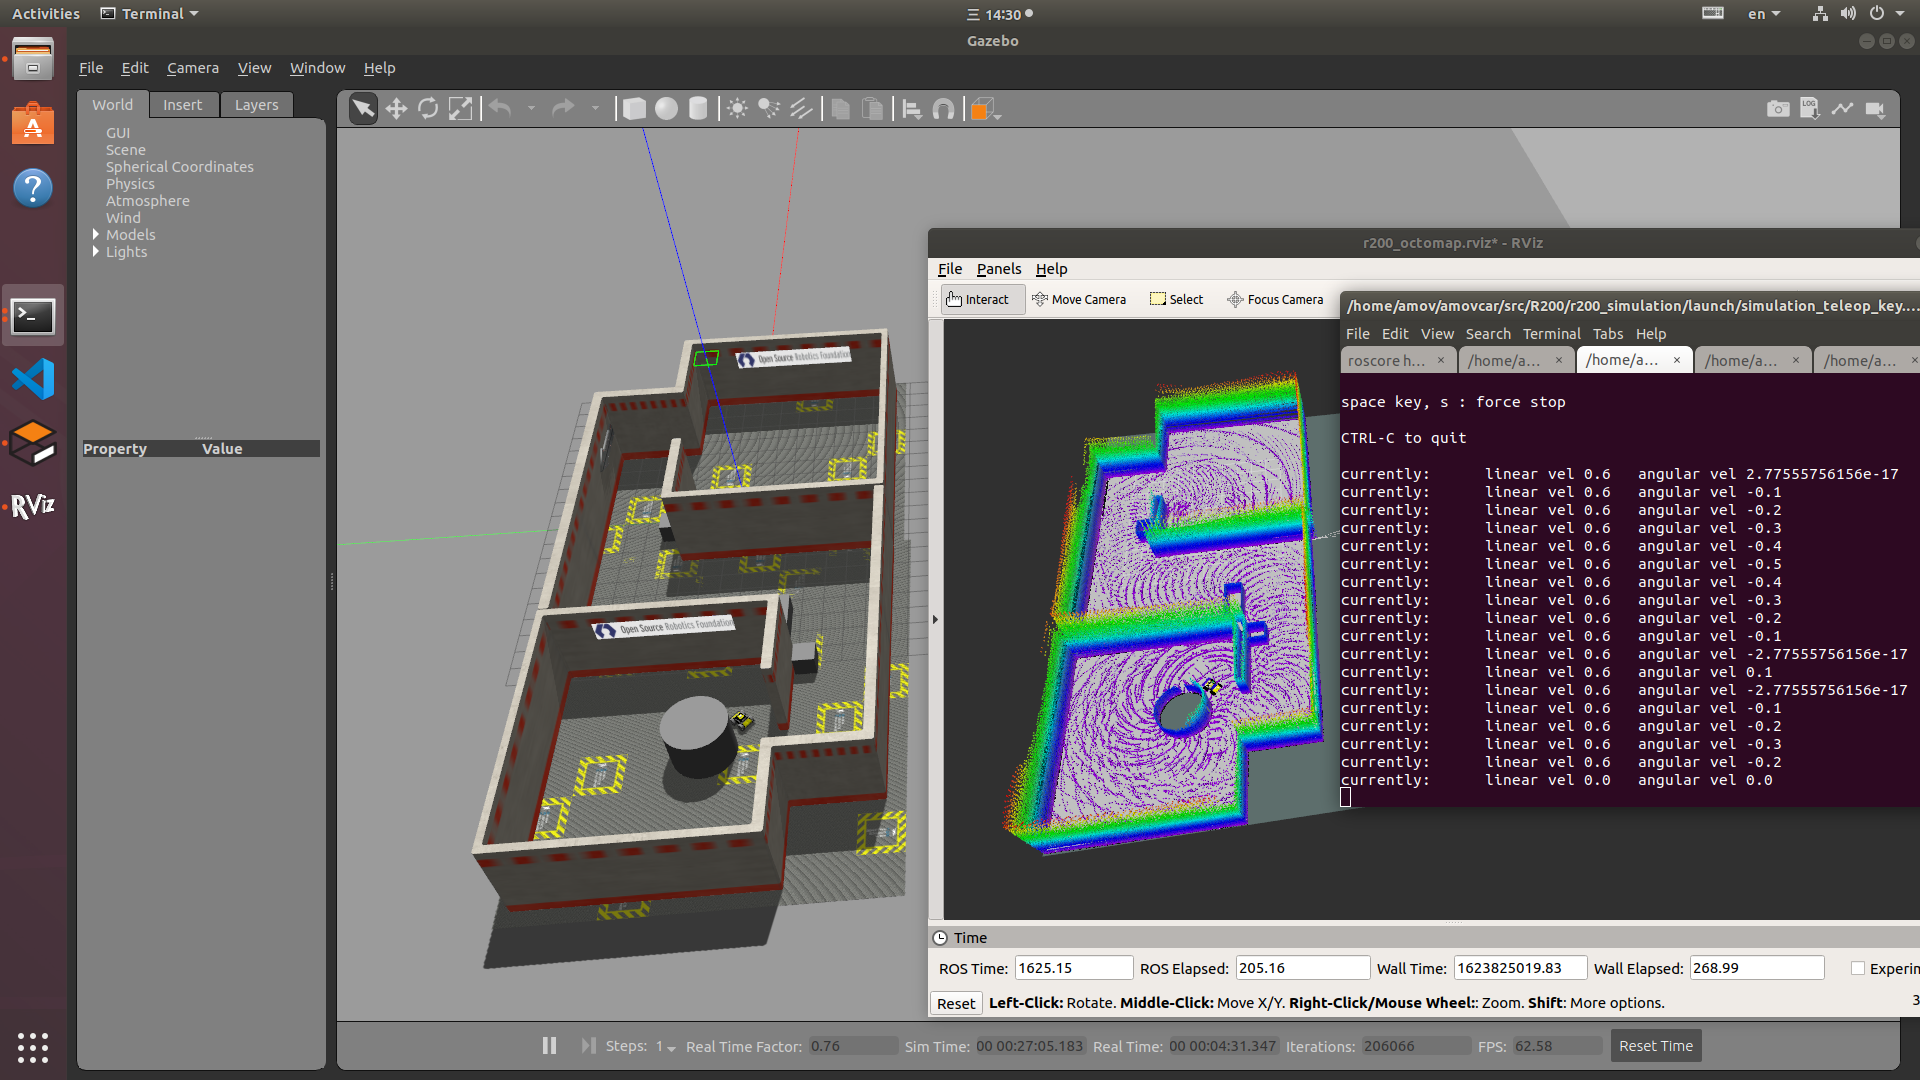 Activities Terminal 三 14:30 en
Gazebo
File Edit Camera View Window Help
World Insert Layers
GUI
Scene
Spherical Coordinates
Physics
Atmosphere
Wind
Models
Lights
Property Value
LOG
Open Source Robotics Foundation
Open Source Robotics Foundation
RViz
r200_octomap.rviz* - RViz
File Panels Help
Interact Move Camera Select Focus Camera
/home/amov/amovcar/src/R200/r200_simulation/launch/simulation_teleop_key....
File Edit View Search Terminal Tabs Help
roscore h... × /home/a... × /home/a... × /home/a... × /home/a... ×
space key, s : force stop
CTRL-C to quit
currently: linear vel 0.6 angular vel 2.77555756156e-17
currently: linear vel 0.6 angular vel -0.1
currently: linear vel 0.6 angular vel -0.2
currently: linear vel 0.6 angular vel -0.3
currently: linear vel 0.6 angular vel -0.4
currently: linear vel 0.6 angular vel -0.5
currently: linear vel 0.6 angular vel -0.4
currently: linear vel 0.6 angular vel -0.3
currently: linear vel 0.6 angular vel -0.2
currently: linear vel 0.6 angular vel -0.1
currently: linear vel 0.6 angular vel -2.77555756156e-17
currently: linear vel 0.6 angular vel 0.1
currently: linear vel 0.6 angular vel -2.77555756156e-17
currently: linear vel 0.6 angular vel -0.1
currently: linear vel 0.6 angular vel -0.2
currently: linear vel 0.6 angular vel -0.3
currently: linear vel 0.6 angular vel -0.2
currently: linear vel 0.0 angular vel 0.0
Time
ROS Time: 1625.15 ROS Elapsed: 205.16 Wall Time: 1623825019.83 Wall Elapsed: 268.99 Experin
Reset Left-Click: Rotate. Middle-Click: Move X/Y. Right-Click/Mouse Wheel:: Zoom. Shift: More options. 3
Steps: 1 Real Time Factor: 0.76 Sim Time: 00 00:27:05.183 Real Time: 00 00:04:31.347 Iterations: 206066 FPS: 62.58 Reset Time